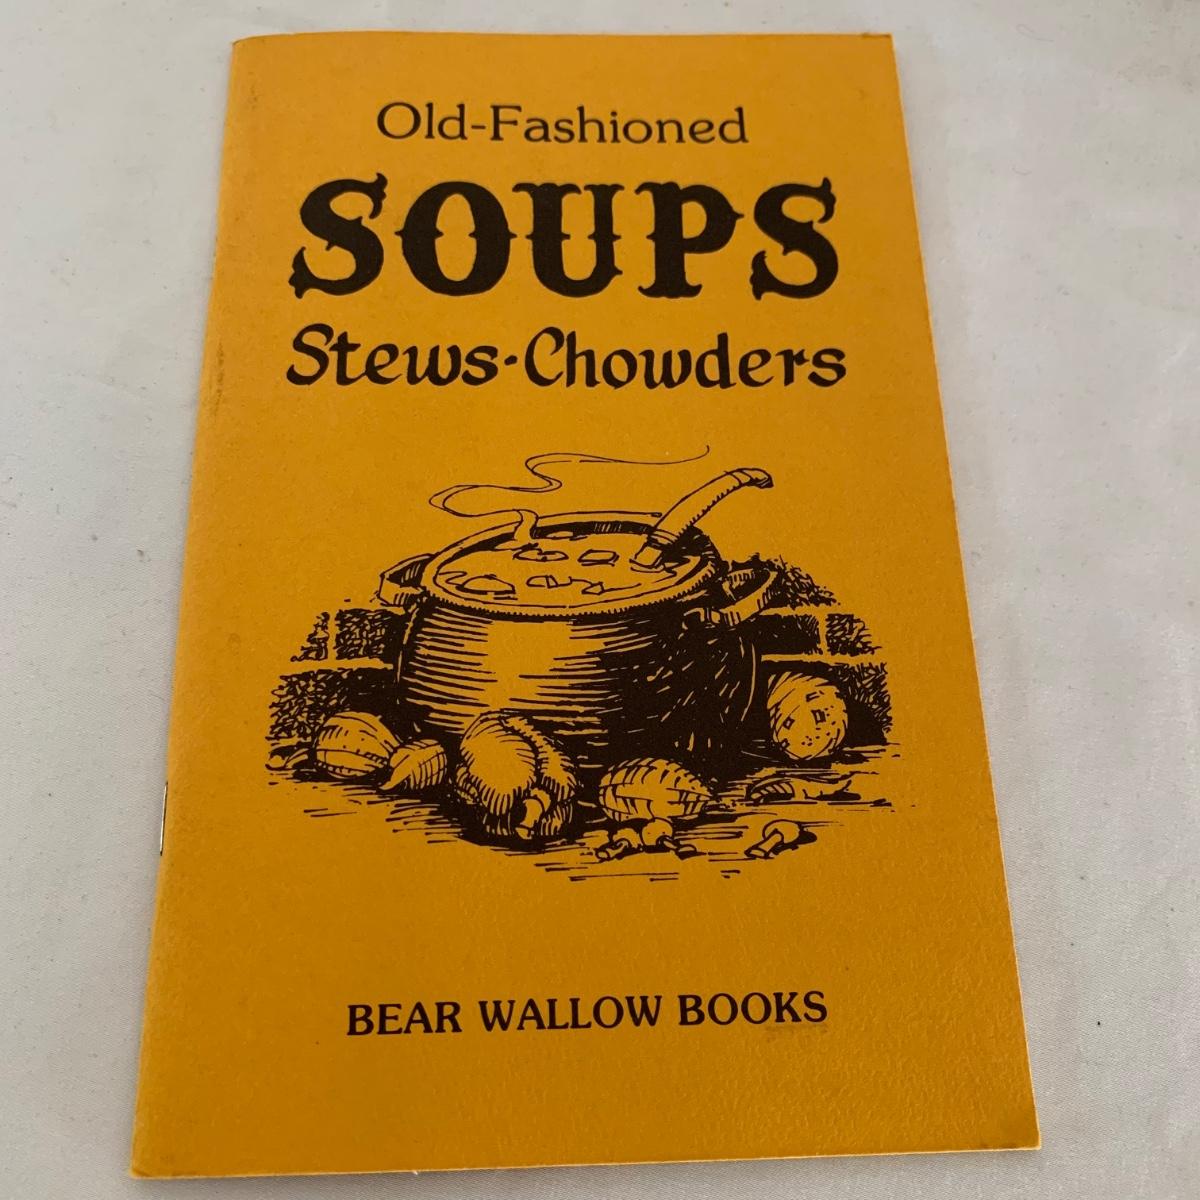 Old-Fashioned
SOUPS
Stews·Chowders
BEAR WALLOW BOOKS